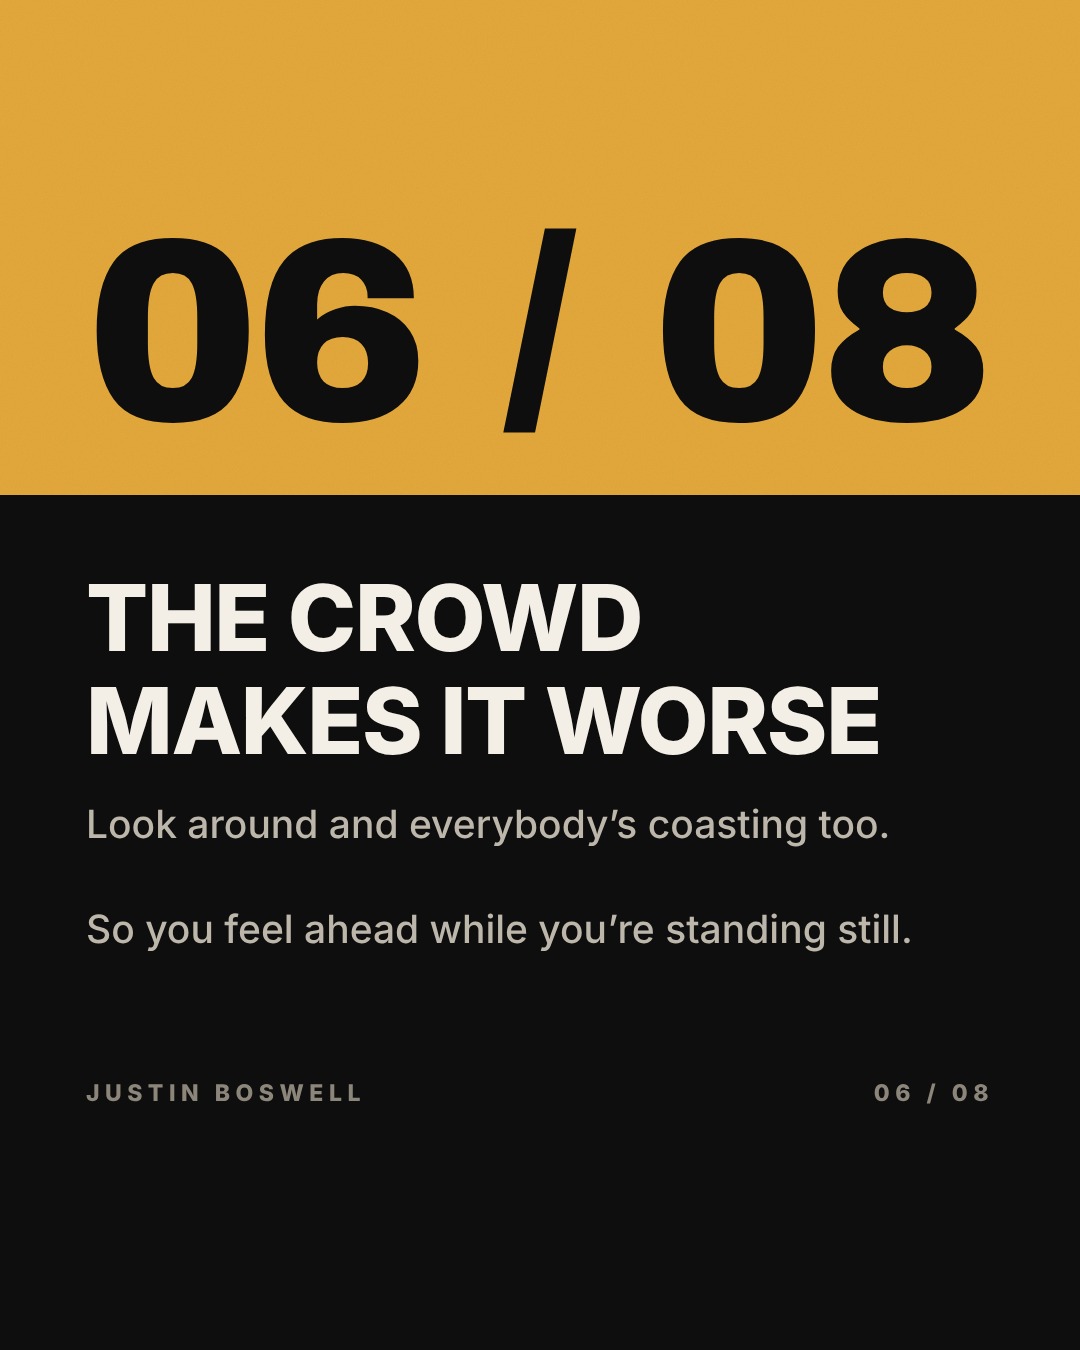 06 / 08
THE CROWD
MAKES IT WORSE
Look around and everybody’s coasting too.
So you feel ahead while you’re standing still.
JUSTIN BOSWELL
06 / 08